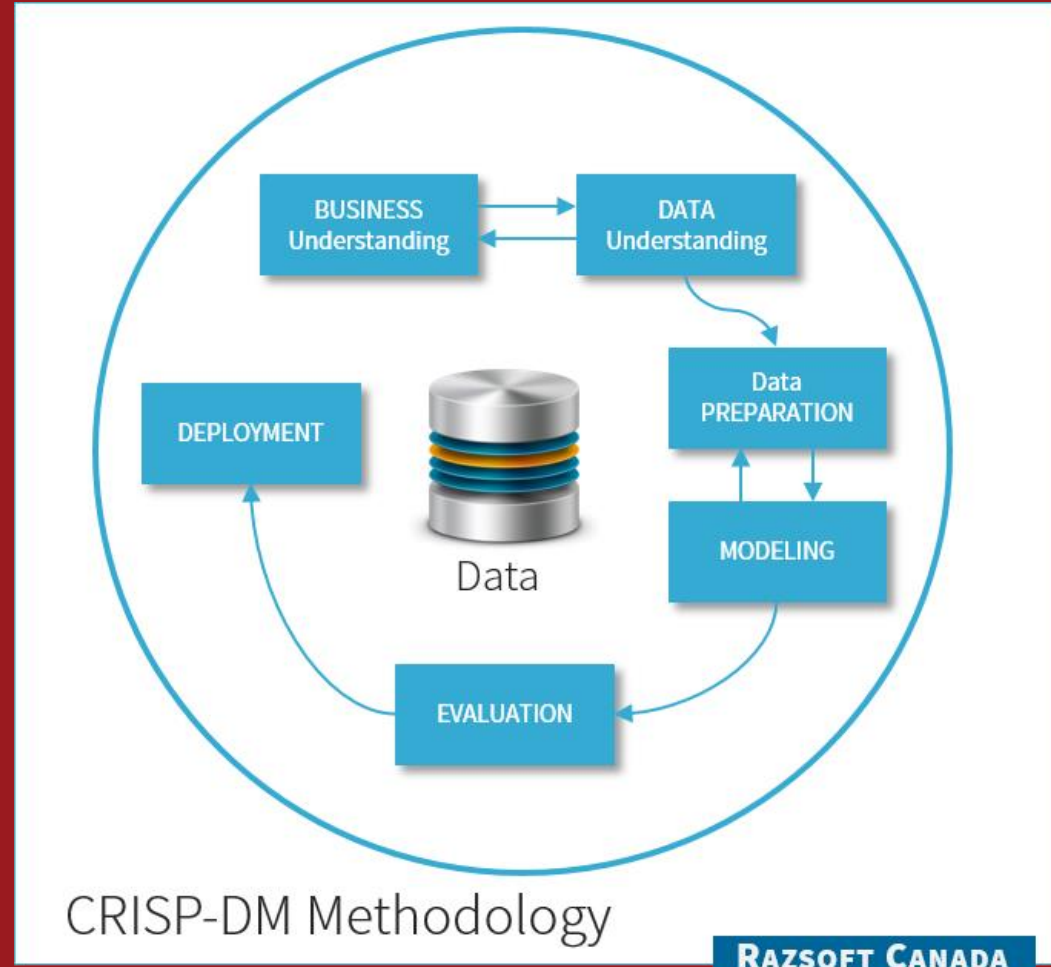 BUSINESS
Understanding
DATA
Understanding
Data
PREPARATION
DEPLOYMENT
MODELING
Data
EVALUATION
CRISP-DM Methodology
RAZSOFT CANADA